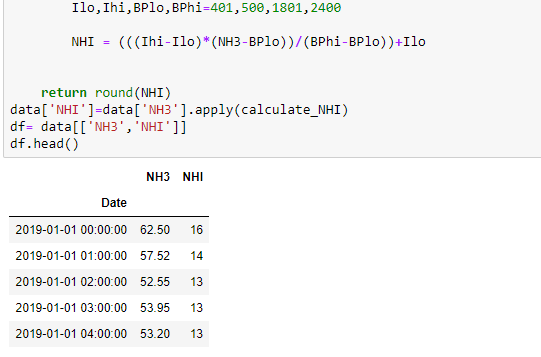 Ilo,Ihi,BPlo,BPhi=401,500,1801,2400
NHI = (((Ihi-Ilo)*(NH3-BPlo))/(BPhi-BPlo))+Ilo
return round(NHI)
data['NHI']=data['NH3'].apply(calculate_NHI)
df= data[['NH3','NHI']]
df.head()
NH3 NHI
Date
2019-01-01 00:00:00 62.50 16
2019-01-01 01:00:00 57.52 14
2019-01-01 02:00:00 52.55 13
2019-01-01 03:00:00 53.95 13
2019-01-01 04:00:00 53.20 13